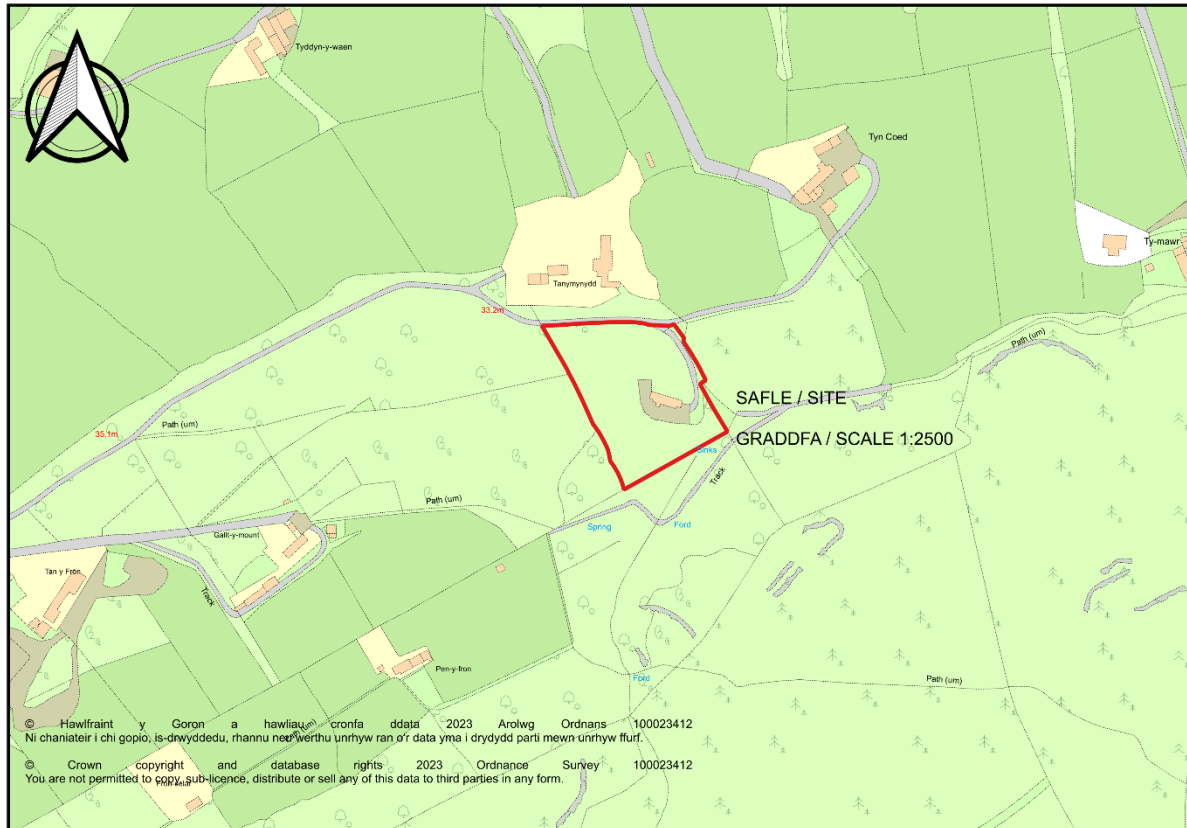 Tyddyn-y-waen
Tyn Coed
Ty-mawr
Tanymynydd
33.2m
Path (um)
SAFLE / SITE
GRADDFA / SCALE 1:2500
35.1m
Path (um)
Sinks
Track
Path (um)
Spring
Ford
Gallt-y-mount
Tan y Fron
Track
Pen-y-fron
Ford
Path (um)
© Hawlfraint y Goron a hawliau cronfa ddata 2023 Arolwg Ordnans 100023412
Path (um)
Ni chaniateir i chi gopïo, is-drwyddedu, rhannu neu werthu unrhyw ran o'r data yma i drydydd parti mewn unrhyw ffurf.
© Crown copyright and database rights 2023 Ordnance Survey 100023412
You are not permitted to copy, sub-licence, distribute or sell any of this data to third parties in any form.